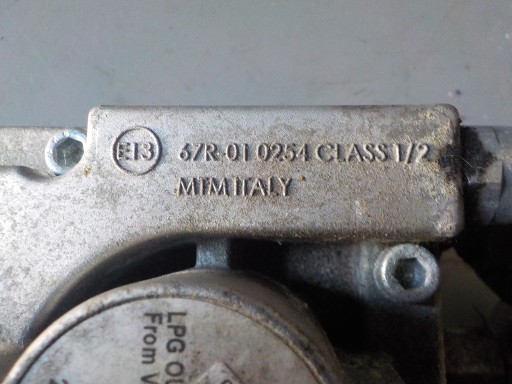 E13 67R-01 0254 CLASS 1/2
MTM ITALY
LPG
From